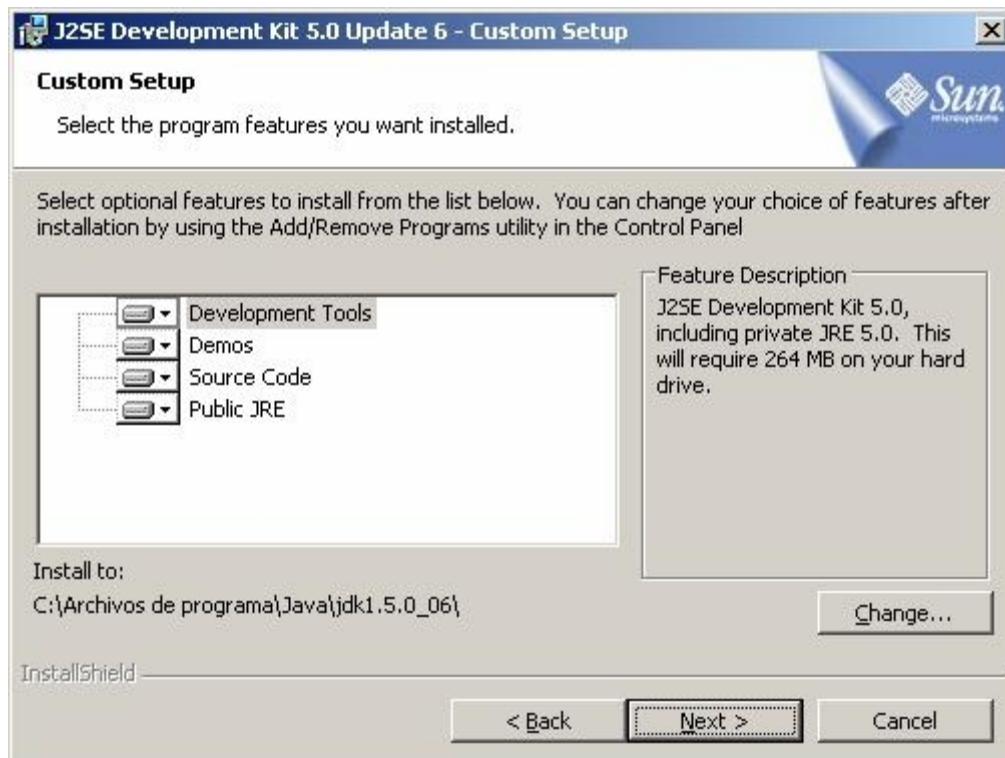 J2SE Development Kit 5.0 Update 6 - Custom Setup
Custom Setup
Select the program features you want installed.
Sun
microsystems
Select optional features to install from the list below.  You can change your choice of features after
installation by using the Add/Remove Programs utility in the Control Panel
Development Tools
Demos
Source Code
Public JRE
Feature Description
J2SE Development Kit 5.0,
including private JRE 5.0.  This
will require 264 MB on your hard
drive.
Install to:
C:\Archivos de programa\Java\jdk1.5.0_06\
Change...
InstallShield
< Back
Next >
Cancel